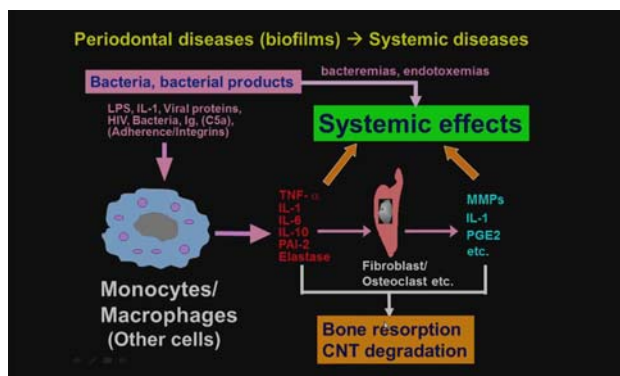 Periodontal diseases (biofilms) → Systemic diseases
Bacteria, bacterial products
bacteremias, endotoxemias
LPS, IL-1, Viral proteins,
HIV, Bacteria, Ig, (C5a),
(Adherence/Integrins)
Systemic effects
TNF-α
IL-1
IL-6
IL-10
PAI-2
Elastase
MMPs
IL-1
PGE2
etc.
Fibroblast/
Osteoclast etc.
Monocytes/
Macrophages
(Other cells)
Bone resorption
CNT degradation